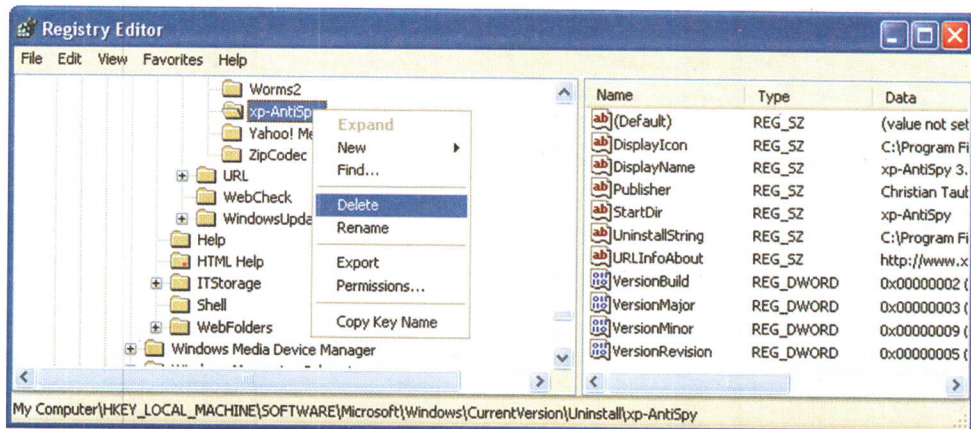 Registry Editor
File Edit View Favorites Help
Worms2
xp-AntiSp
Yahoo! Me
ZipCodec
URL
WebCheck
WindowsUpda
Help
HTML Help
ITStorage
Shell
WebFolders
Windows Media Device Manager
Expand
New
Find...
Delete
Rename
Export
Permissions...
Copy Key Name
Name Type Data
(Default) REG_SZ (value not set
DisplayIcon REG_SZ C:\Program Fi
DisplayName REG_SZ xp-AntiSpy 3.
Publisher REG_SZ Christian Taub
StartDir REG_SZ xp-AntiSpy
UninstallString REG_SZ C:\Program Fi
URLInfoAbout REG_SZ http://www.x
VersionBuild REG_DWORD 0x00000002 (
VersionMajor REG_DWORD 0x00000003 (
VersionMinor REG_DWORD 0x00000009 (
VersionRevision REG_DWORD 0x00000005 (
My Computer\HKEY_LOCAL_MACHINE\SOFTWARE\Microsoft\Windows\CurrentVersion\Uninstall\xp-AntiSpy